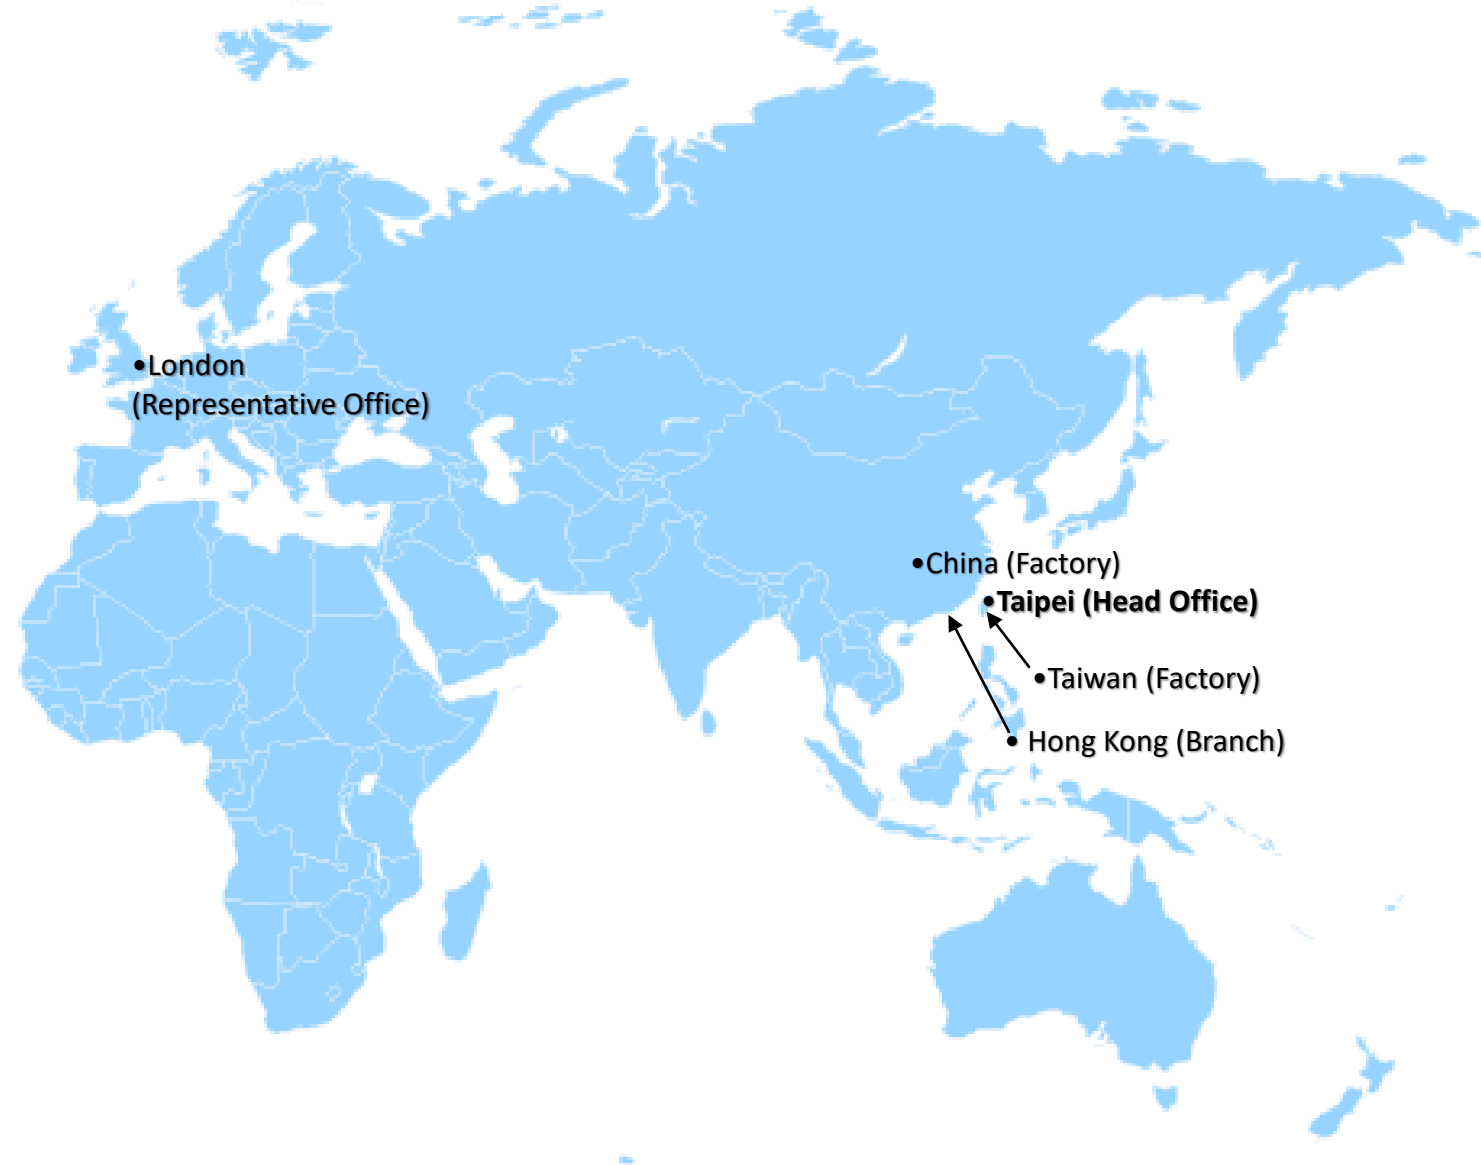 •London
(Representative Office)
•China (Factory)
•Taipei (Head Office)
•Taiwan (Factory)
• Hong Kong (Branch)